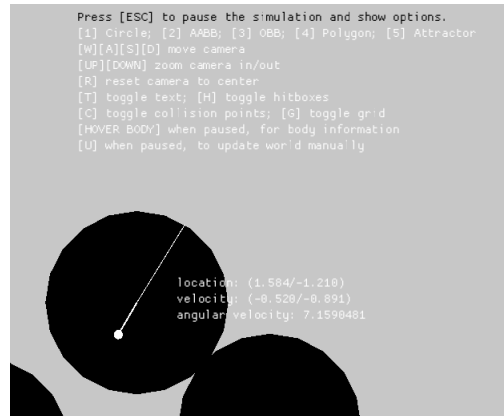 Press [ESC] to pause the simulation and show options.
[1] Circle; [2] AABB; [3] OBB; [4] Polygon; [5] Attractor
[W][A][S][D] move camera
[UP][DOWN] zoom camera in/out
[R] reset camera to center
[T] toggle text; [H] toggle hitboxes
[C] toggle collision points; [G] toggle grid
[HOVER BODY] when paused, for body information
[U] when paused, to update world manually
location: (1.584/-1.210)
velocity: (-0.520/-0.891)
angular velocity: 7.1590481